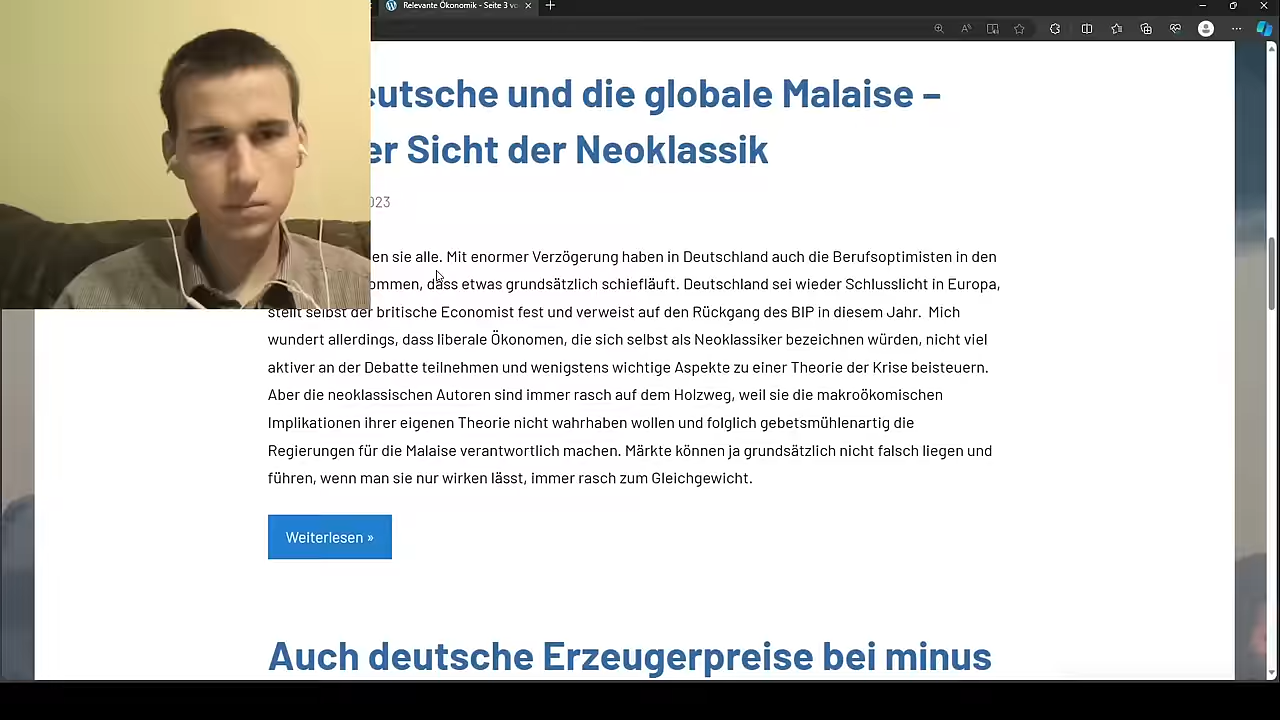 Relevante Ökonomik - Seite 3
eutsche und die globale Malaise –
er Sicht der Neoklassik
023
en sie alle. Mit enormer Verzögerung haben in Deutschland auch die Berufsoptimisten in den
ommen, dass etwas grundsätzlich schiefläuft. Deutschland sei wieder Schlusslicht in Europa,
stellt selbst der britische Economist fest und verweist auf den Rückgang des BIP in diesem Jahr. Mich
wundert allerdings, dass liberale Ökonomen, die sich selbst als Neoklassiker bezeichnen würden, nicht viel
aktiver an der Debatte teilnehmen und wenigstens wichtige Aspekte zu einer Theorie der Krise beisteuern.
Aber die neoklassischen Autoren sind immer rasch auf dem Holzweg, weil sie die makroökomischen
Implikationen ihrer eigenen Theorie nicht wahrhaben wollen und folglich gebetsmühlenartig die
Regierungen für die Malaise verantwortlich machen. Märkte können ja grundsätzlich nicht falsch liegen und
führen, wenn man sie nur wirken lässt, immer rasch zum Gleichgewicht.
Weiterlesen »
Auch deutsche Erzeugerpreise bei minus